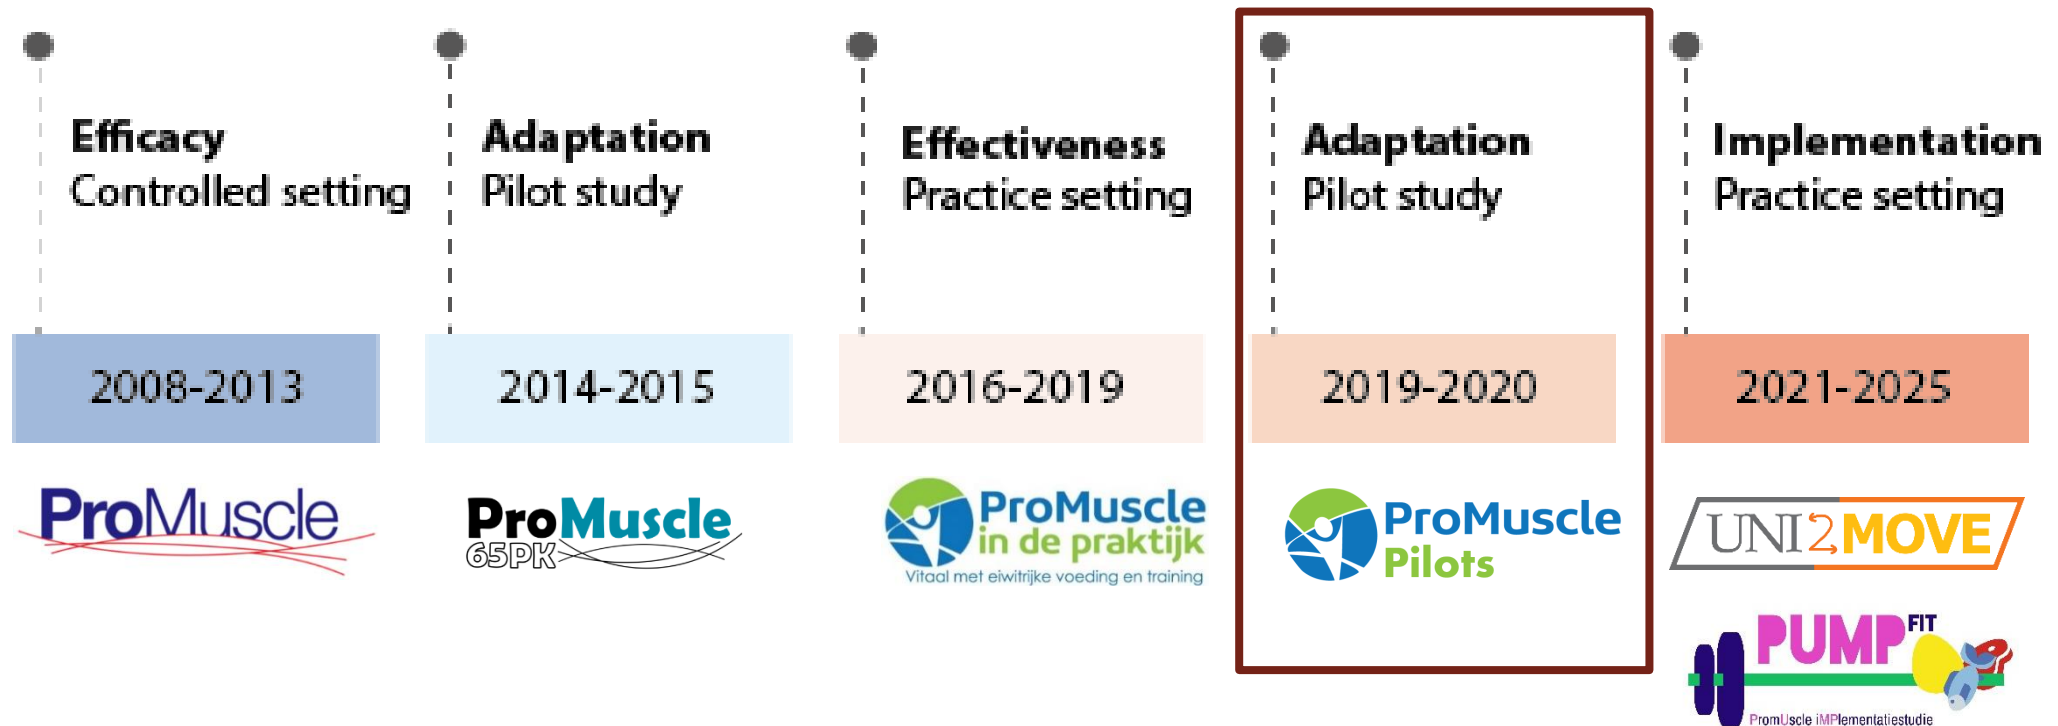 Efficacy
Controlled setting
2008-2013
ProMuscle
Adaptation
Pilot study
2014-2015
ProMuscle
65PK
Effectiveness
Practice setting
2016-2019
ProMuscle
in de praktijk
Vitaal met eiwitrijke voeding en training
Adaptation
Pilot study
2019-2020
ProMuscle
Pilots
Implementation
Practice setting
2021-2025
UNI2MOVE
PUMP FIT
PromUscle iMPlementatiestudie